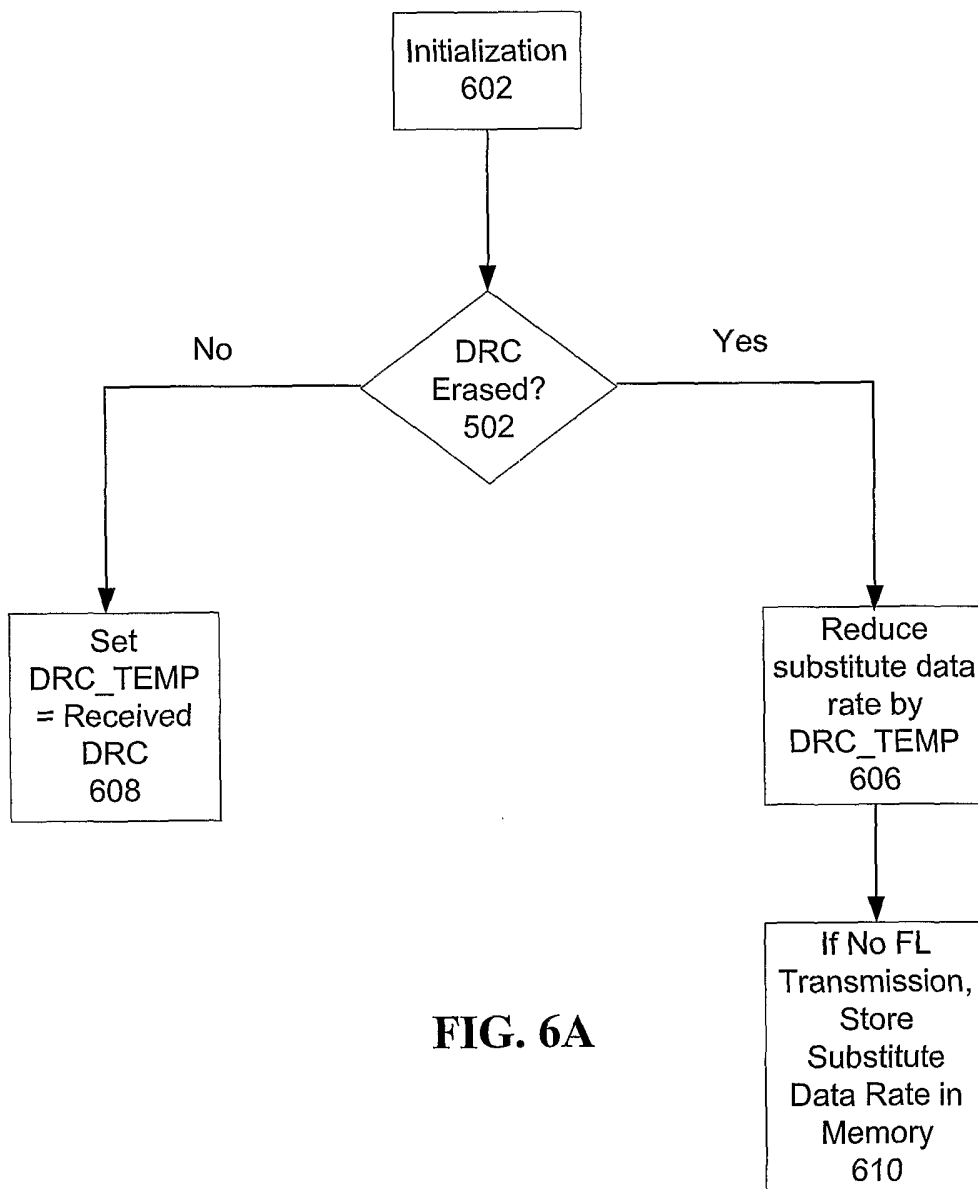 Initialization
602
No
DRC
Erased?
502
Yes
Set
DRC_TEMP
= Received
DRC
608
Reduce
substitute data
rate by
DRC_TEMP
606
If No FL
Transmission,
Store
Substitute
Data Rate in
Memory
610
FIG. 6A